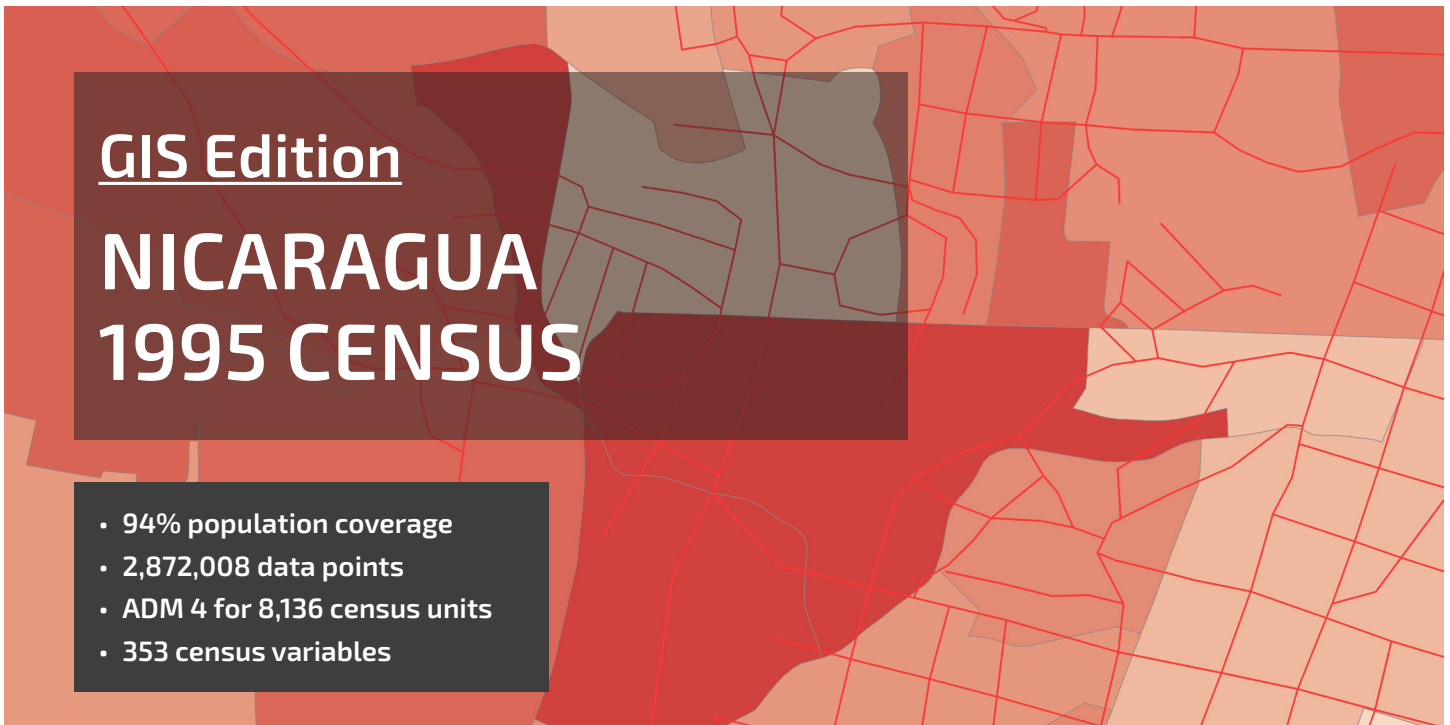 GIS Edition
NICARAGUA
1995 CENSUS
• 94% population coverage
• 2,872,008 data points
• ADM 4 for 8,136 census units
• 353 census variables